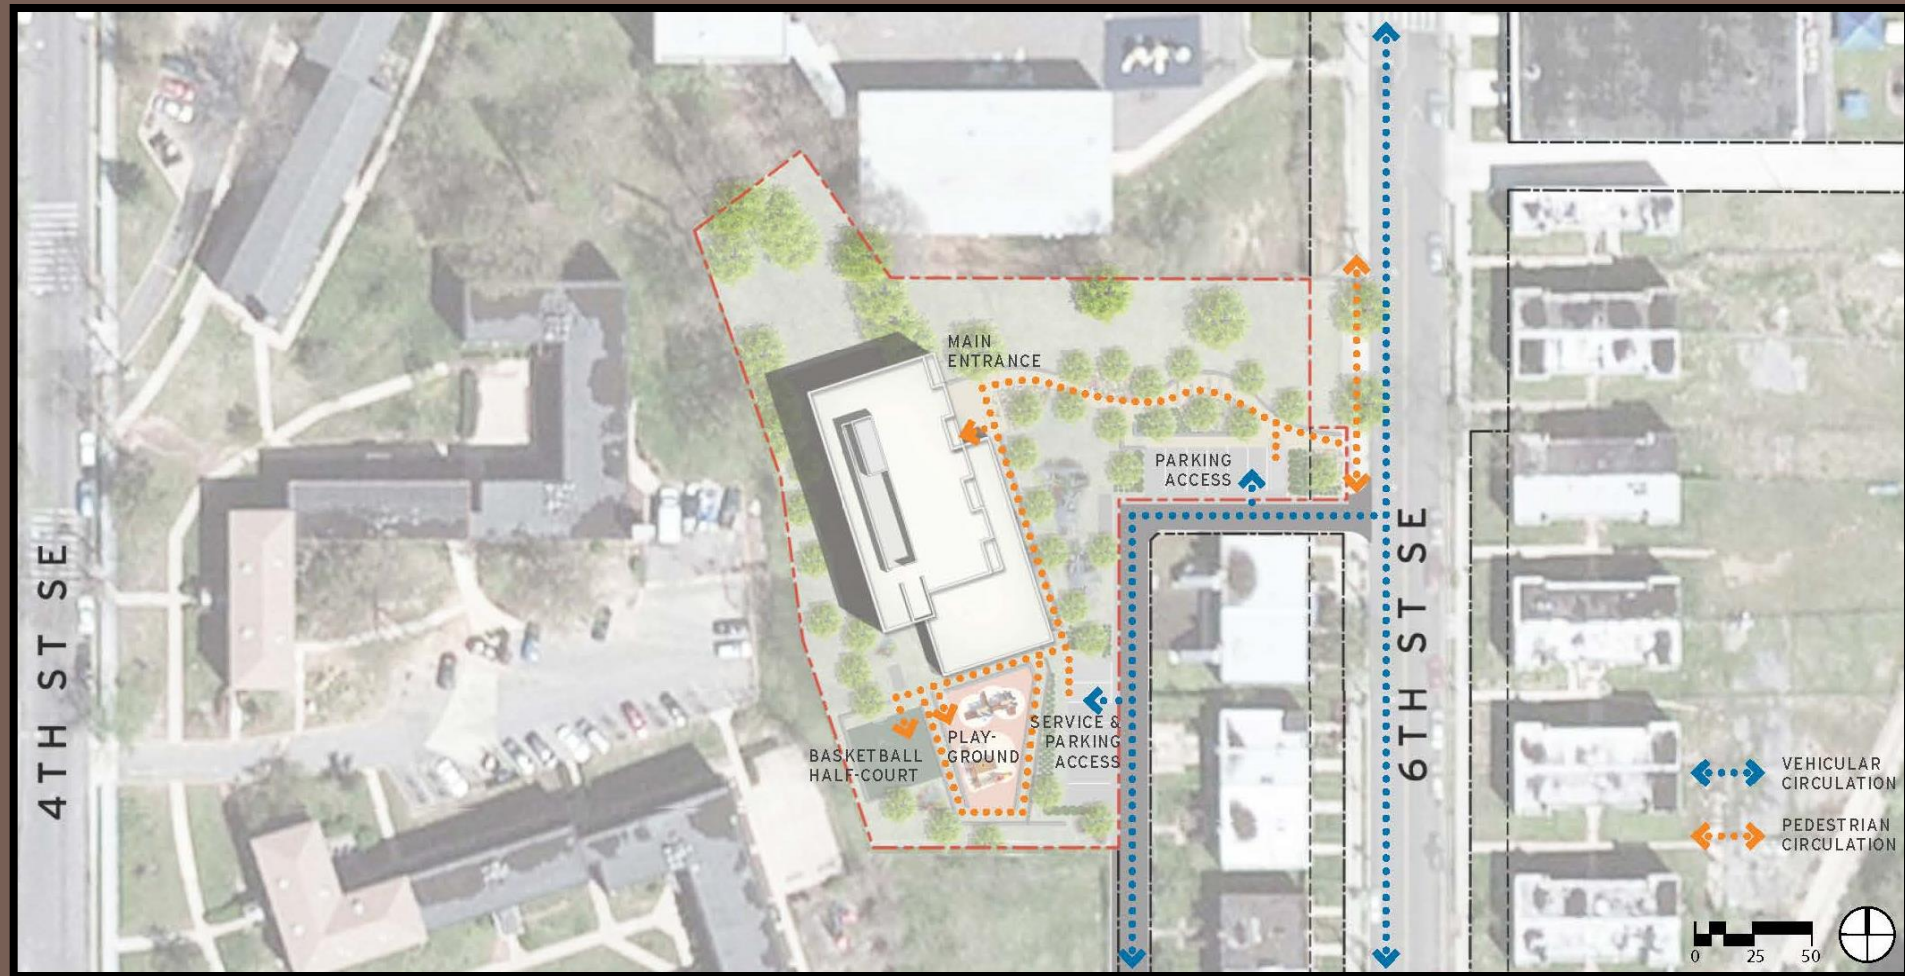 4TH ST SE
MAIN
ENTRANCE
PARKING
ACCESS
6TH ST SE
SERVICE &
PARKING
ACCESS
PLAY-
GROUND
BASKETBALL
HALF-COURT
VEHICULAR
CIRCULATION
PEDESTRIAN
CIRCULATION
0 25 50